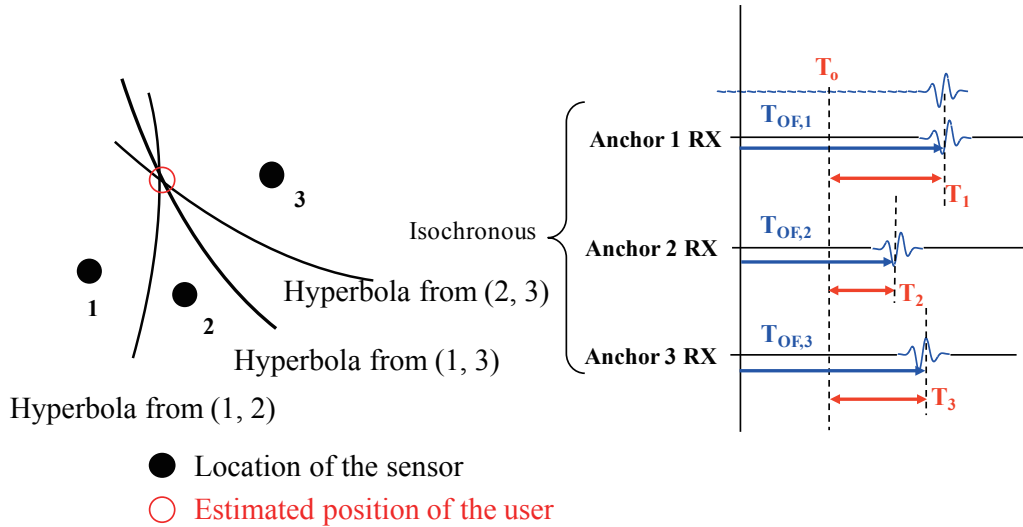 3
1
2
Hyperbola from (2, 3)
Hyperbola from (1, 3)
Hyperbola from (1, 2)
Location of the sensor
Estimated position of the user
Isochronous
To
TOF,1
Anchor 1 RX
T1
TOF,2
Anchor 2 RX
T2
TOF,3
Anchor 3 RX
T3